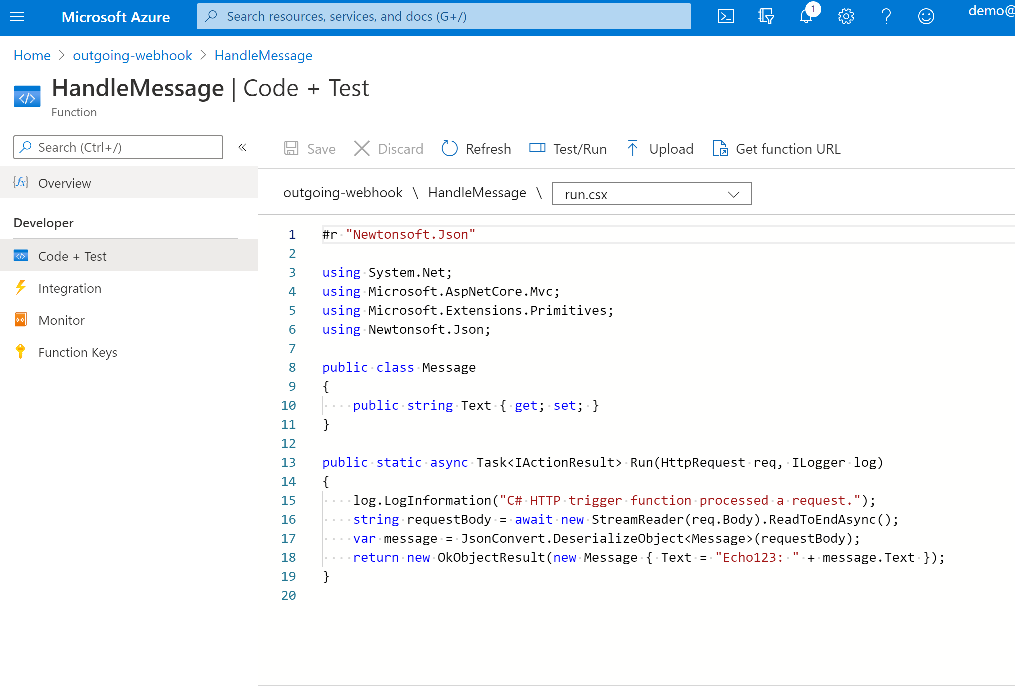 Microsoft Azure
Search resources, services, and docs (G+/)
1
demo@
Home > outgoing-webhook > HandleMessage
HandleMessage | Code + Test
Function
Search (Ctrl+/)
«
Save
Discard
Refresh
Test/Run
Upload
Get function URL
Overview
Developer
Code + Test
Integration
Monitor
Function Keys
outgoing-webhook \ HandleMessage \ run.csx
1 #r "Newtonsoft.Json"
2
3 using System.Net;
4 using Microsoft.AspNetCore.Mvc;
5 using Microsoft.Extensions.Primitives;
6 using Newtonsoft.Json;
7
8 public class Message
9 {
10     public string Text { get; set; }
11 }
12
13 public static async Task<IActionResult> Run(HttpRequest req, ILogger log)
14 {
15     log.LogInformation("C# HTTP trigger function processed a request.");
16     string requestBody = await new StreamReader(req.Body).ReadToEndAsync();
17     var message = JsonConvert.DeserializeObject<Message>(requestBody);
18     return new OkObjectResult(new Message { Text = "Echo123: " + message.Text });
19 }
20